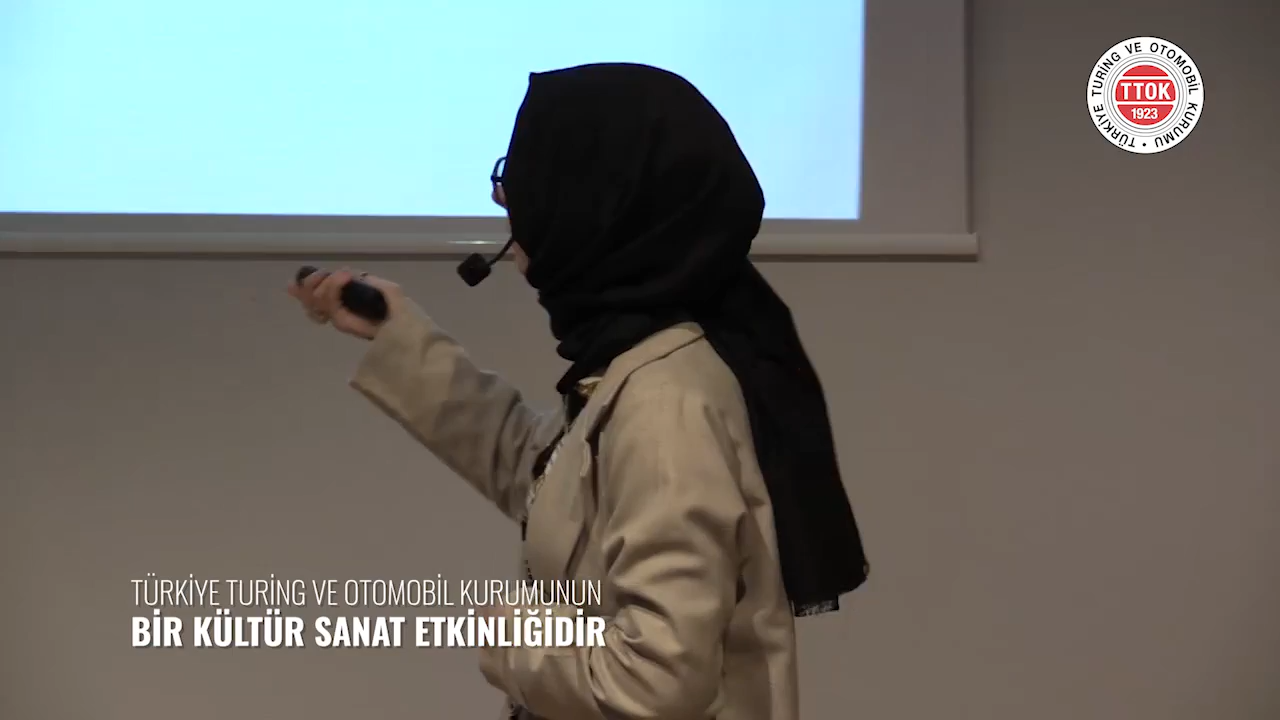 TÜRKİYE TURİNG VE OTOMOBİL KURUMU •
TTOK
1923
TÜRKİYE TURİNG VE OTOMOBİL KURUMUNUN
BİR KÜLTÜR SANAT ETKİNLİĞİDİR